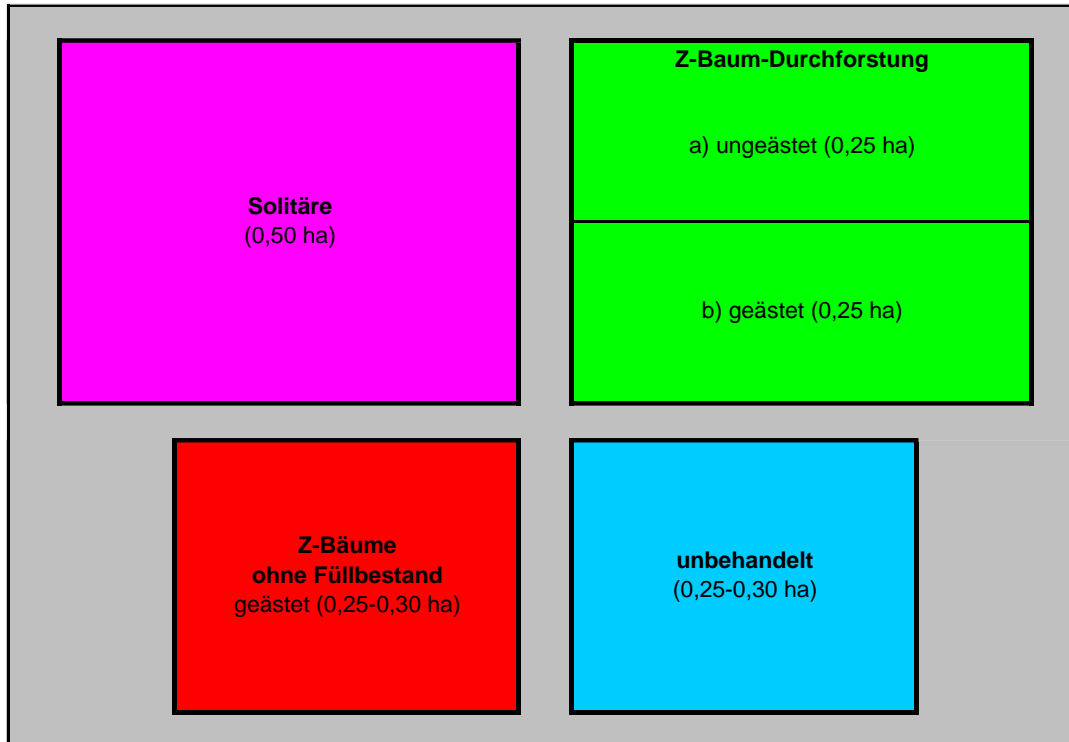 Solitäre
(0,50 ha)
Z-Baum-Durchforstung
a) ungeästet (0,25 ha)
b) geästet (0,25 ha)
Z-Bäume
ohne Füllbestand
geästet (0,25-0,30 ha)
unbehandelt
(0,25-0,30 ha)